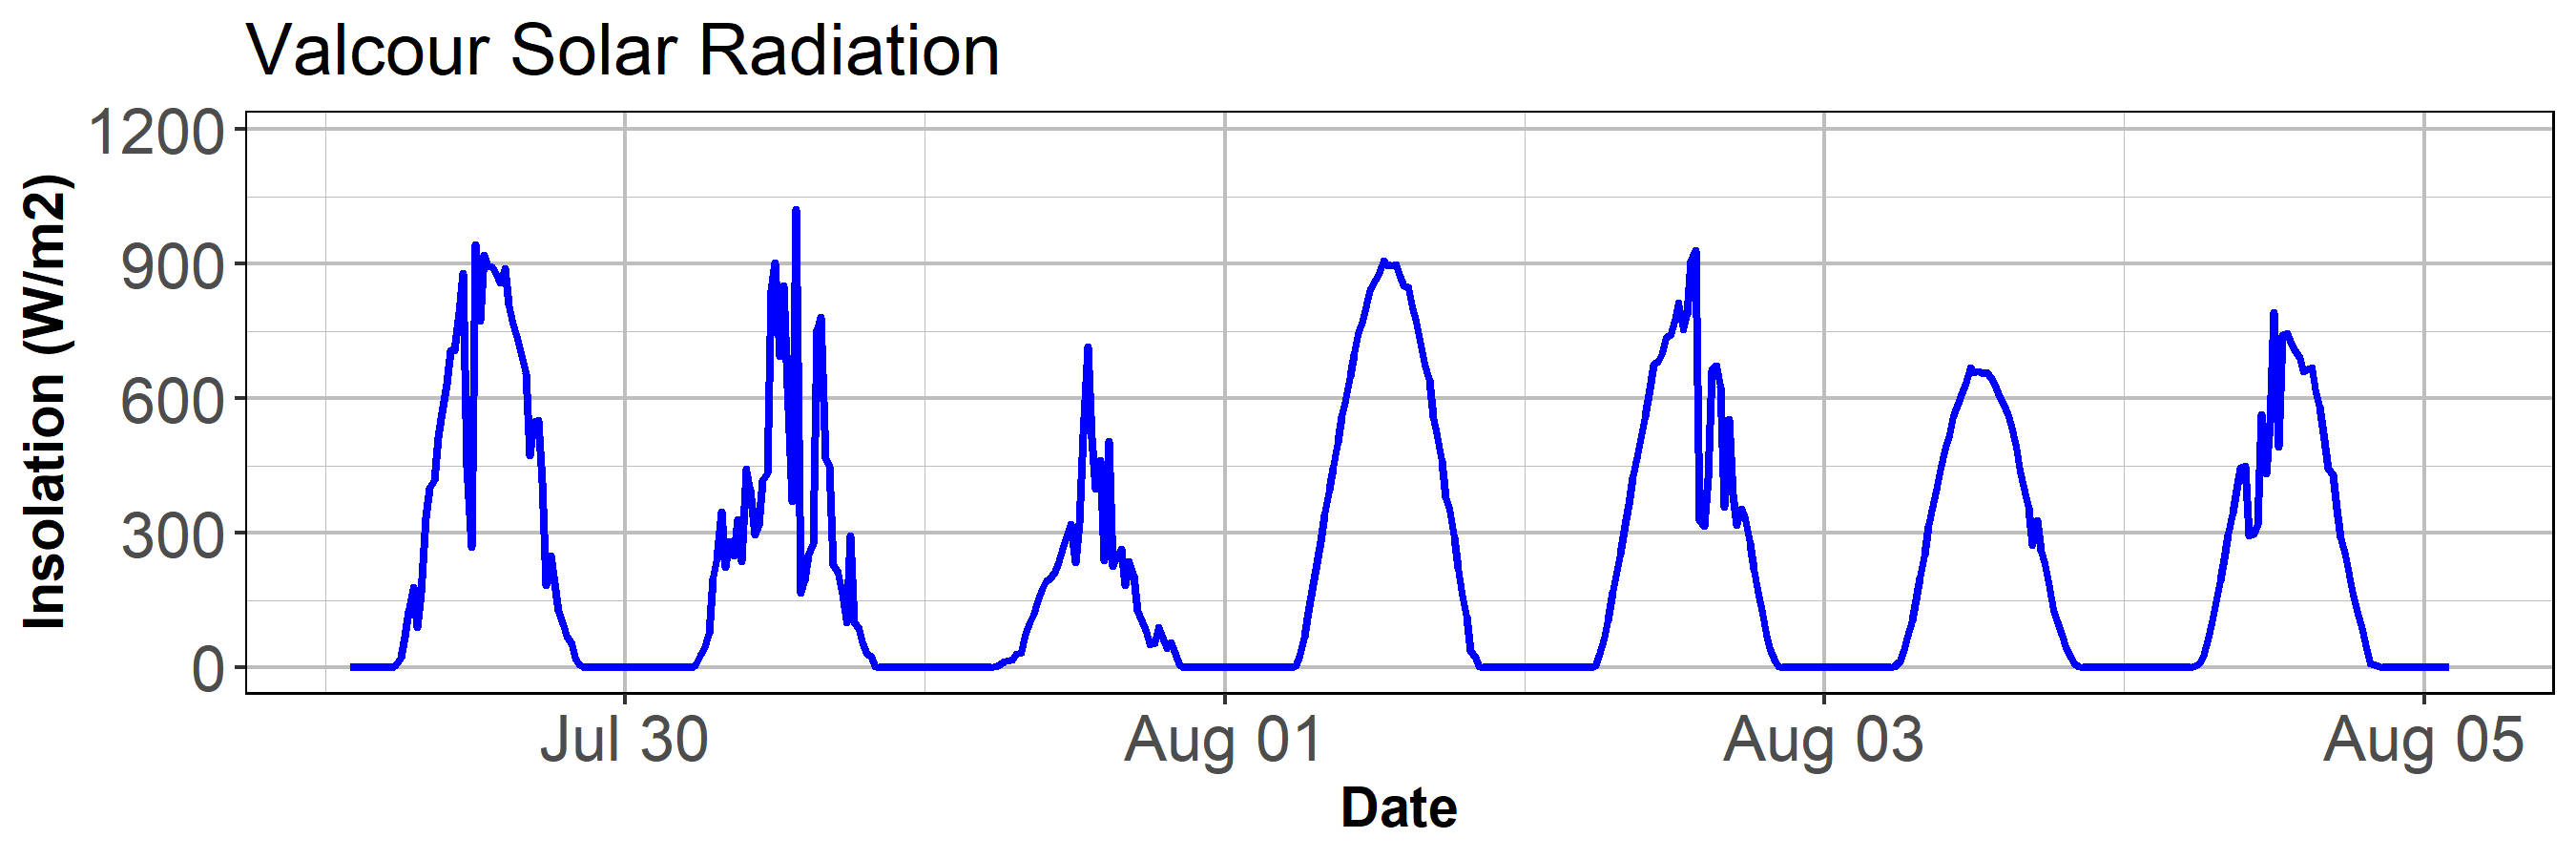 Valcour Solar Radiation
Insolation (W/m2)
1200
900
600
300
0
Jul 30
Aug 01
Aug 03
Aug 05
Date